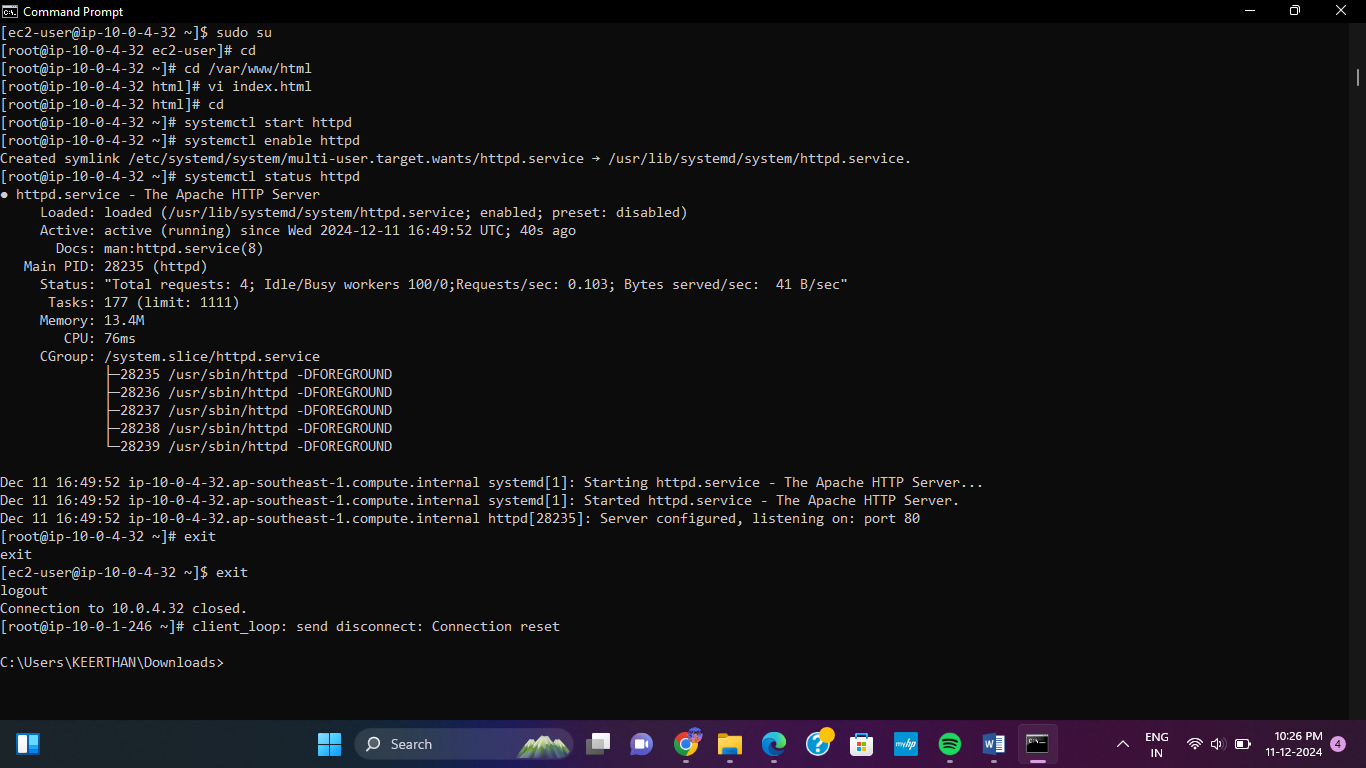 Command Prompt
[ec2-user@ip-10-0-4-32 ~]$ sudo su
[root@ip-10-0-4-32 ec2-user]# cd
[root@ip-10-0-4-32 ~]# cd /var/www/html
[root@ip-10-0-4-32 html]# vi index.html
[root@ip-10-0-4-32 html]# cd
[root@ip-10-0-4-32 ~]# systemctl start httpd
[root@ip-10-0-4-32 ~]# systemctl enable httpd
Created symlink /etc/systemd/system/multi-user.target.wants/httpd.service → /usr/lib/systemd/system/httpd.service.
[root@ip-10-0-4-32 ~]# systemctl status httpd
● httpd.service - The Apache HTTP Server
     Loaded: loaded (/usr/lib/systemd/system/httpd.service; enabled; preset: disabled)
     Active: active (running) since Wed 2024-12-11 16:49:52 UTC; 40s ago
       Docs: man:httpd.service(8)
   Main PID: 28235 (httpd)
     Status: "Total requests: 4; Idle/Busy workers 100/0;Requests/sec: 0.103; Bytes served/sec:  41 B/sec"
      Tasks: 177 (limit: 1111)
     Memory: 13.4M
        CPU: 76ms
     CGroup: /system.slice/httpd.service
             ├─28235 /usr/sbin/httpd -DFOREGROUND
             ├─28236 /usr/sbin/httpd -DFOREGROUND
             ├─28237 /usr/sbin/httpd -DFOREGROUND
             ├─28238 /usr/sbin/httpd -DFOREGROUND
             └─28239 /usr/sbin/httpd -DFOREGROUND
Dec 11 16:49:52 ip-10-0-4-32.ap-southeast-1.compute.internal systemd[1]: Starting httpd.service - The Apache HTTP Server...
Dec 11 16:49:52 ip-10-0-4-32.ap-southeast-1.compute.internal systemd[1]: Started httpd.service - The Apache HTTP Server.
Dec 11 16:49:52 ip-10-0-4-32.ap-southeast-1.compute.internal httpd[28235]: Server configured, listening on: port 80
[root@ip-10-0-4-32 ~]# exit
exit
[ec2-user@ip-10-0-4-32 ~]$ exit
logout
Connection to 10.0.4.32 closed.
[root@ip-10-0-1-246 ~]# client_loop: send disconnect: Connection reset
C:\Users\KEERTHAN\Downloads>
Search
myhp
ENG
IN
10:26 PM
11-12-2024
4